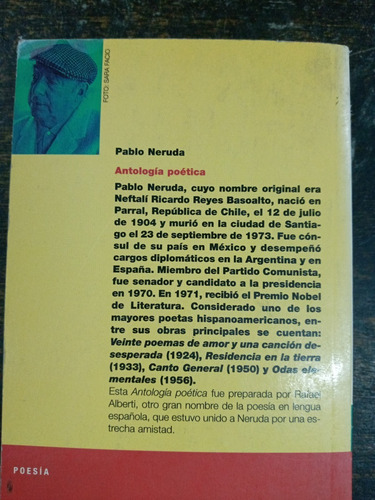 FOTO: SARA FACIO
Pablo Neruda
Antología poética
Pablo Neruda, cuyo nombre original era
Neftalí Ricardo Reyes Basoalto, nació en
Parral, República de Chile, el 12 de julio
de 1904 y murió en la ciudad de Santia-
go el 23 de septiembre de 1973. Fue cón-
sul de su país en México y desempeñó
cargos diplomáticos en la Argentina y en
España. Miembro del Partido Comunista,
fue senador y candidato a la presidencia
en 1970. En 1971, recibió el Premio Nobel
de Literatura. Considerado uno de los
mayores poetas hispanoamericanos, en-
tre sus obras principales se cuentan:
Veinte poemas de amor y una canción de-
sesperada (1924), Residencia en la tierra
(1933), Canto General (1950) y Odas ele-
mentales (1956).
Esta Antología poética fue preparada por Rafael
Alberti, otro gran nombre de la poesía en lengua
española, que estuvo unido a Neruda por una es-
trecha amistad.
POESÍA